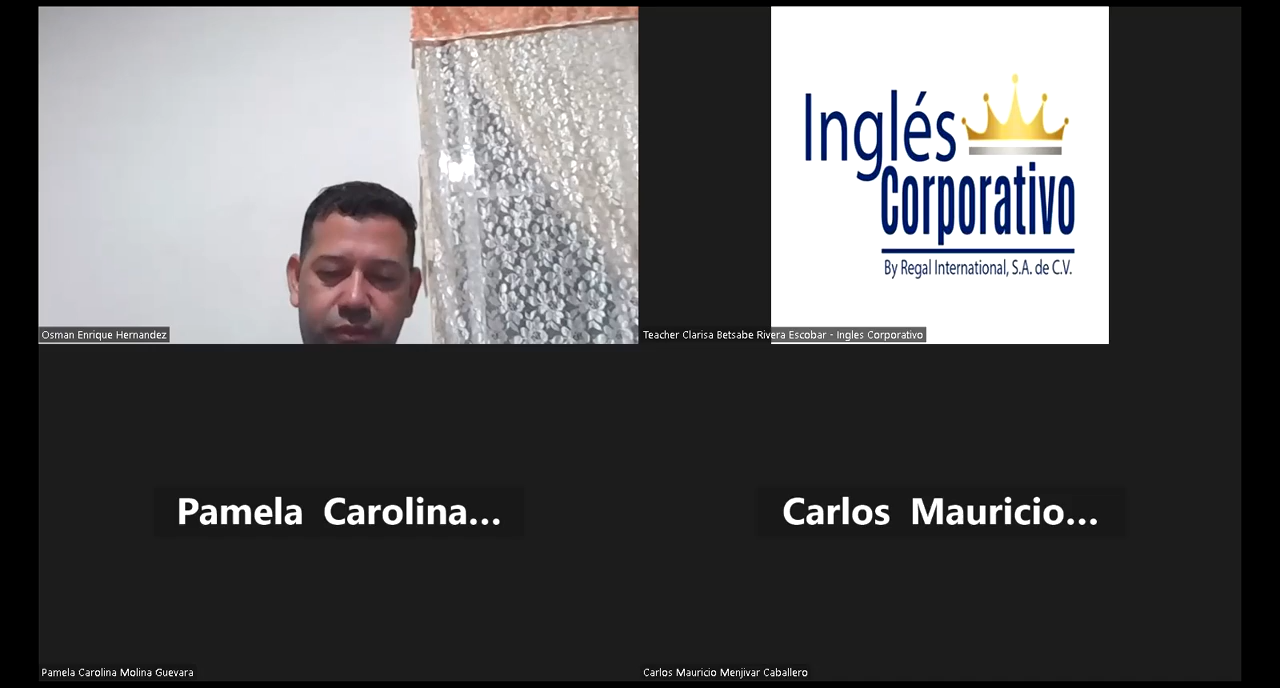 Inglés
Corporativo
By Regal International, S.A. de C.V.
Osman Enrique Hernandez
Teacher Clarisa Betsabe Rivera Escobar - Ingles Corporativo
Pamela Carolina...
Carlos Mauricio...
Pamela Carolina Molina Guevara
Carlos Mauricio Menjivar Caballero